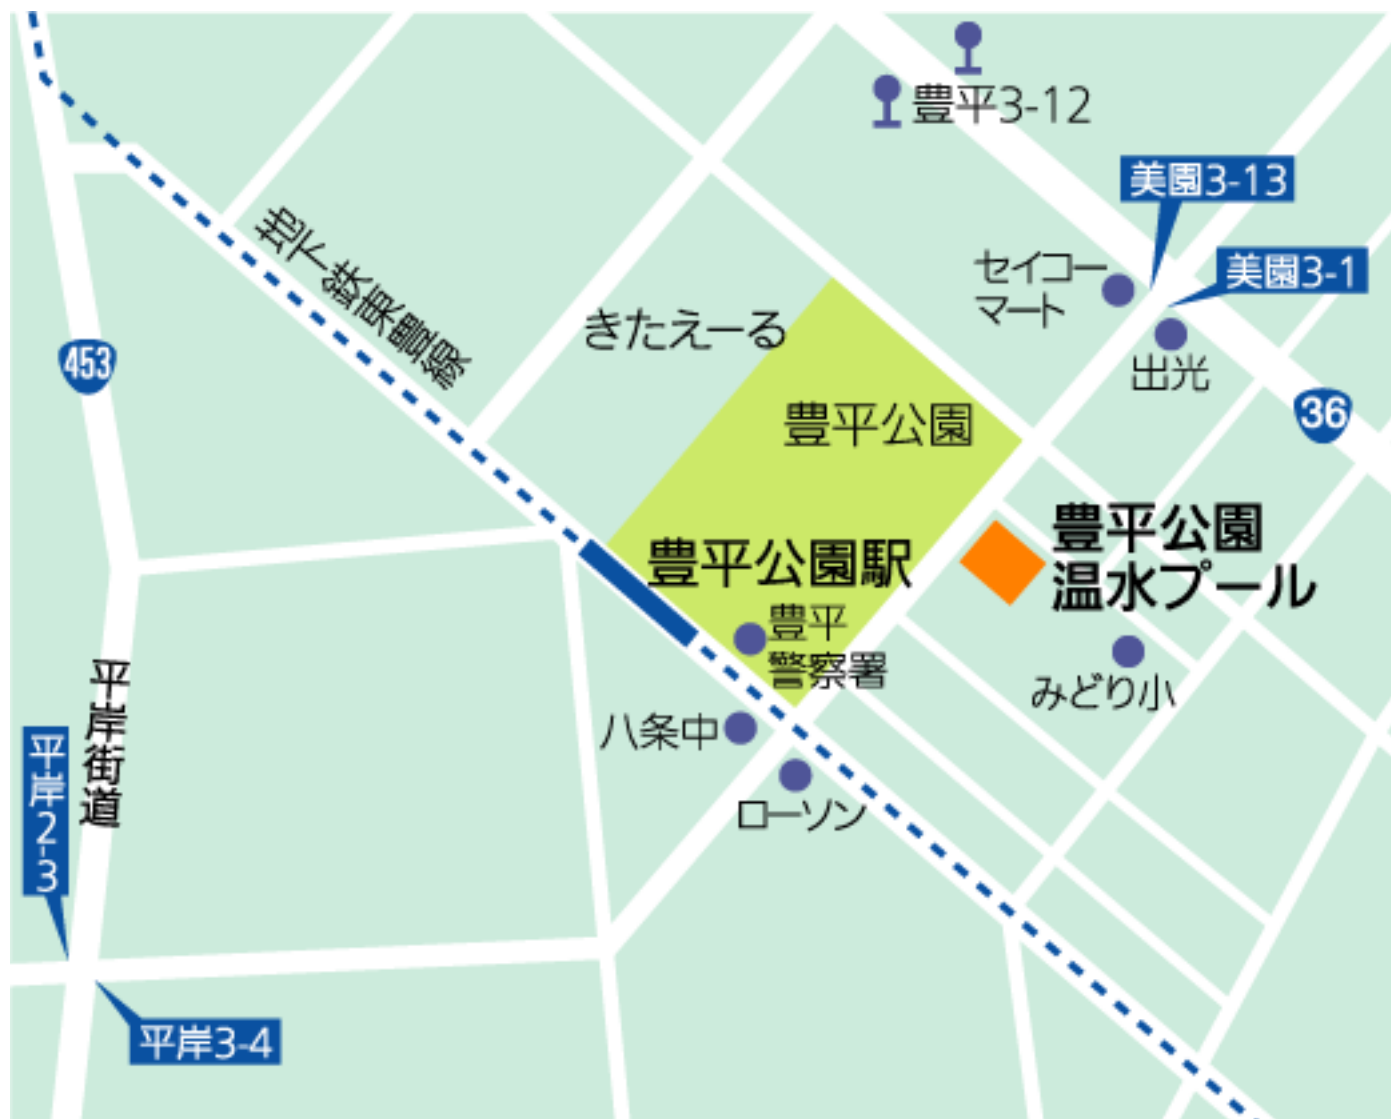 豊平3-12
美園3-13
セイコー
マート
美園3-1
地下鉄東豊線
きたえーる
453
出光
36
豊平公園
豊平公園
温水プール
豊平公園駅
豊平
警察署
みどり小
平岸街道
八条中
平岸2-3
ローソン
平岸3-4